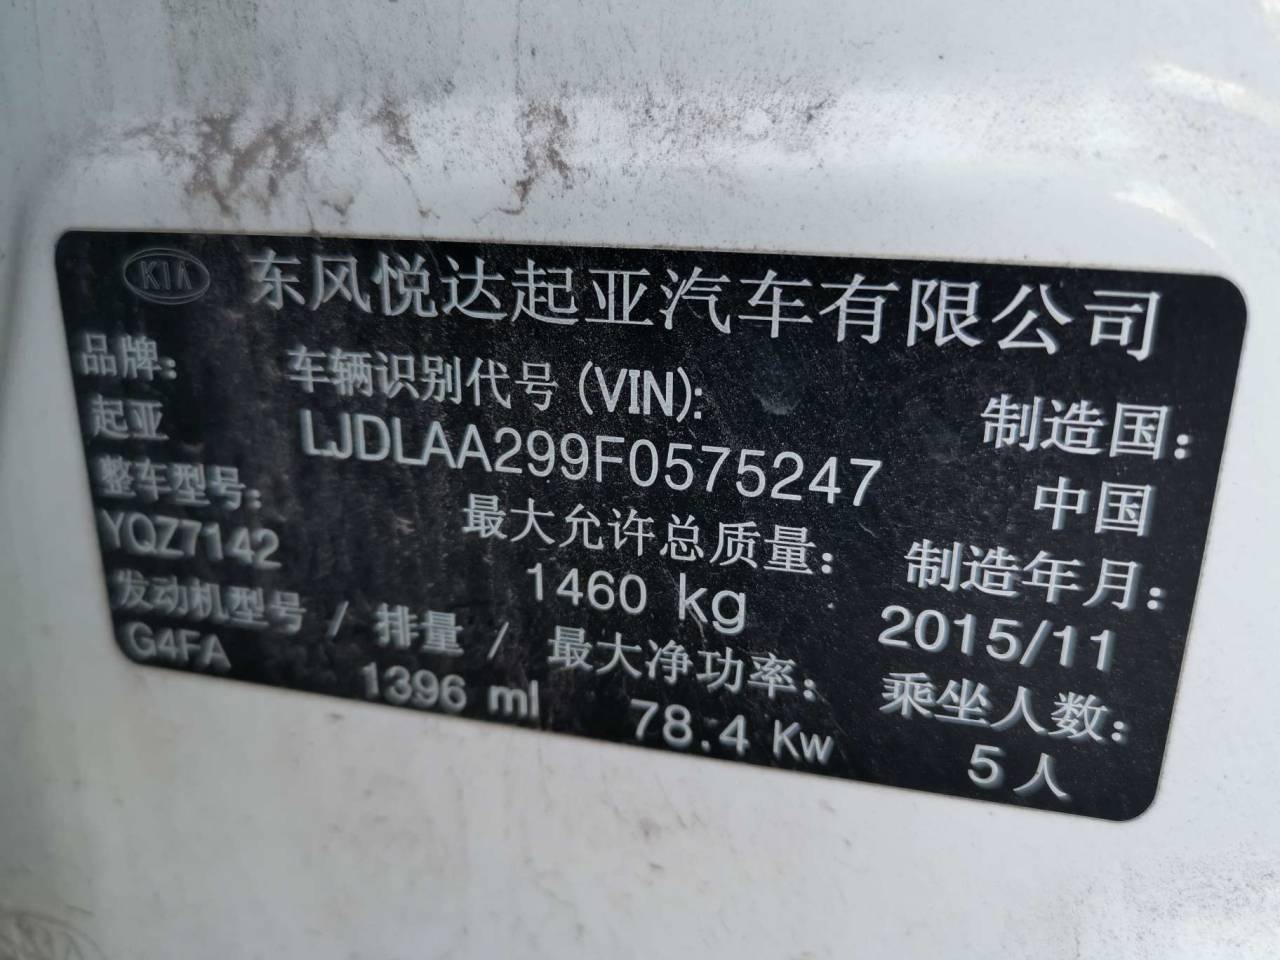 KIA 东风悦达起亚汽车有限公司
品牌: 车辆识别代号 (VIN): 制造国:
起亚 LJDLAA299F0575247 中国
整车型号: 最大允许总质量: 制造年月:
YQZ7142 1460 kg 2015/11
发动机型号 / 排量 / 最大净功率: 乘坐人数:
G4FA 1396 ml 78.4 Kw 5人